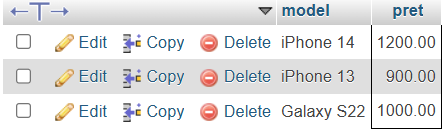 model pret
Edit Copy Delete iPhone 14 1200.00
Edit Copy Delete iPhone 13 900.00
Edit Copy Delete Galaxy S22 1000.00